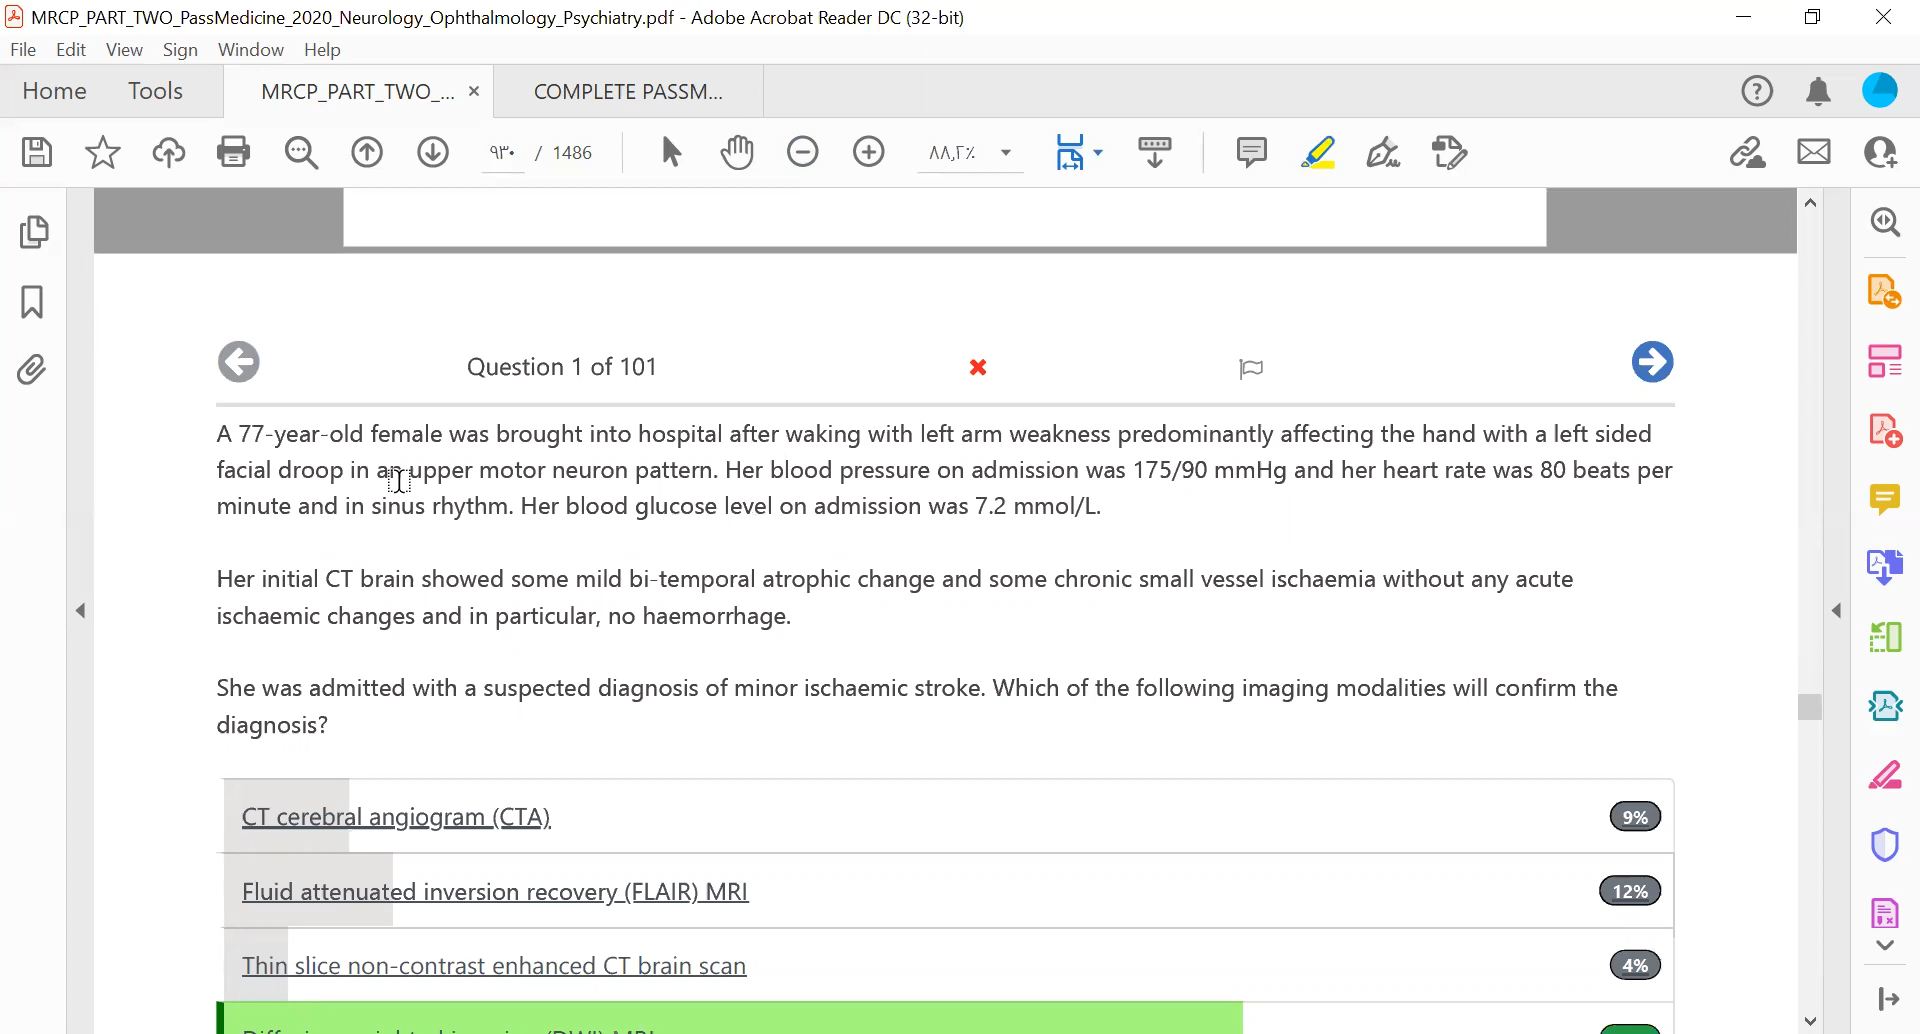 MRCP_PART_TWO_PassMedicine_2020_Neurology_Ophthalmology_Psychiatry.pdf - Adobe Acrobat Reader DC (32-bit)
File Edit View Sign Window Help
Home Tools MRCP_PART_TWO_... × COMPLETE PASSM...
٩٣٠ / 1486 ٨٨,٢٪
Question 1 of 101
A 77-year-old female was brought into hospital after waking with left arm weakness predominantly affecting the hand with a left sided
facial droop in an upper motor neuron pattern. Her blood pressure on admission was 175/90 mmHg and her heart rate was 80 beats per
minute and in sinus rhythm. Her blood glucose level on admission was 7.2 mmol/L.
Her initial CT brain showed some mild bi-temporal atrophic change and some chronic small vessel ischaemia without any acute
ischaemic changes and in particular, no haemorrhage.
She was admitted with a suspected diagnosis of minor ischaemic stroke. Which of the following imaging modalities will confirm the
diagnosis?
CT cerebral angiogram (CTA) 9%
Fluid attenuated inversion recovery (FLAIR) MRI 12%
Thin slice non-contrast enhanced CT brain scan 4%